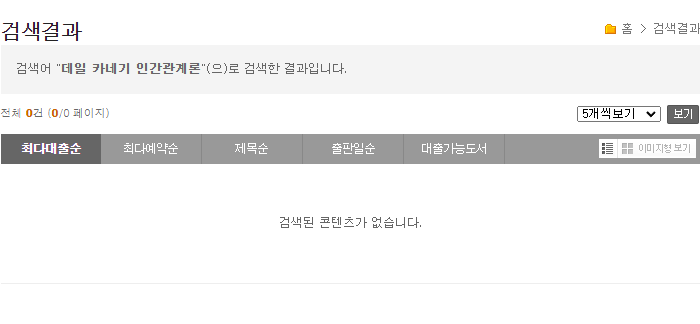 검색결과
홈 > 검색결과
검색어 "데일 카네기 인간관계론"(으)로 검색한 결과입니다.
전체 0건 (0/0 페이지)
5개씩보기 보기
최다대출순 최다예약순 제목순 출판일순 대출가능도서 이미지형 보기
검색된 콘텐츠가 없습니다.